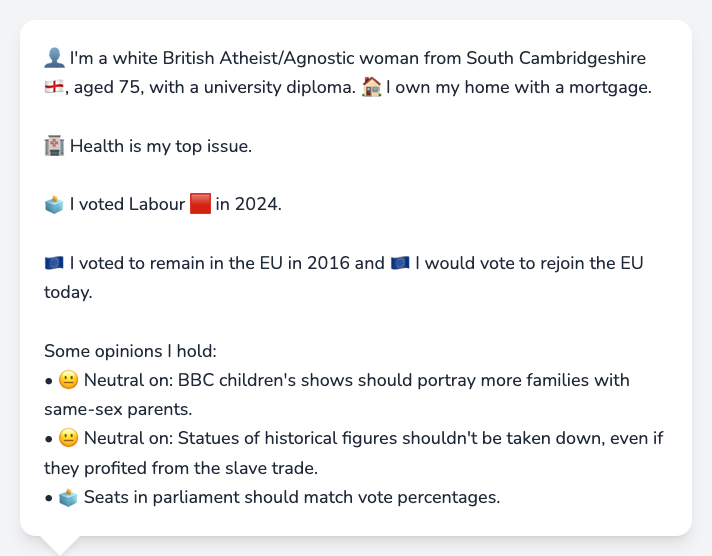 👤 I'm a white British Atheist/Agnostic woman from South Cambridgeshire
🏴󠁧󠁢󠁥󠁮󠁧󠁿, aged 75, with a university diploma. 🏠 I own my home with a mortgage.
🏥 Health is my top issue.
🗳️ I voted Labour 🟥 in 2024.
🇪🇺 I voted to remain in the EU in 2016 and 🇪🇺 I would vote to rejoin the EU
today.
Some opinions I hold:
• 😐 Neutral on: BBC children's shows should portray more families with
same-sex parents.
• 😐 Neutral on: Statues of historical figures shouldn't be taken down, even if
they profited from the slave trade.
• 🗳️ Seats in parliament should match vote percentages.